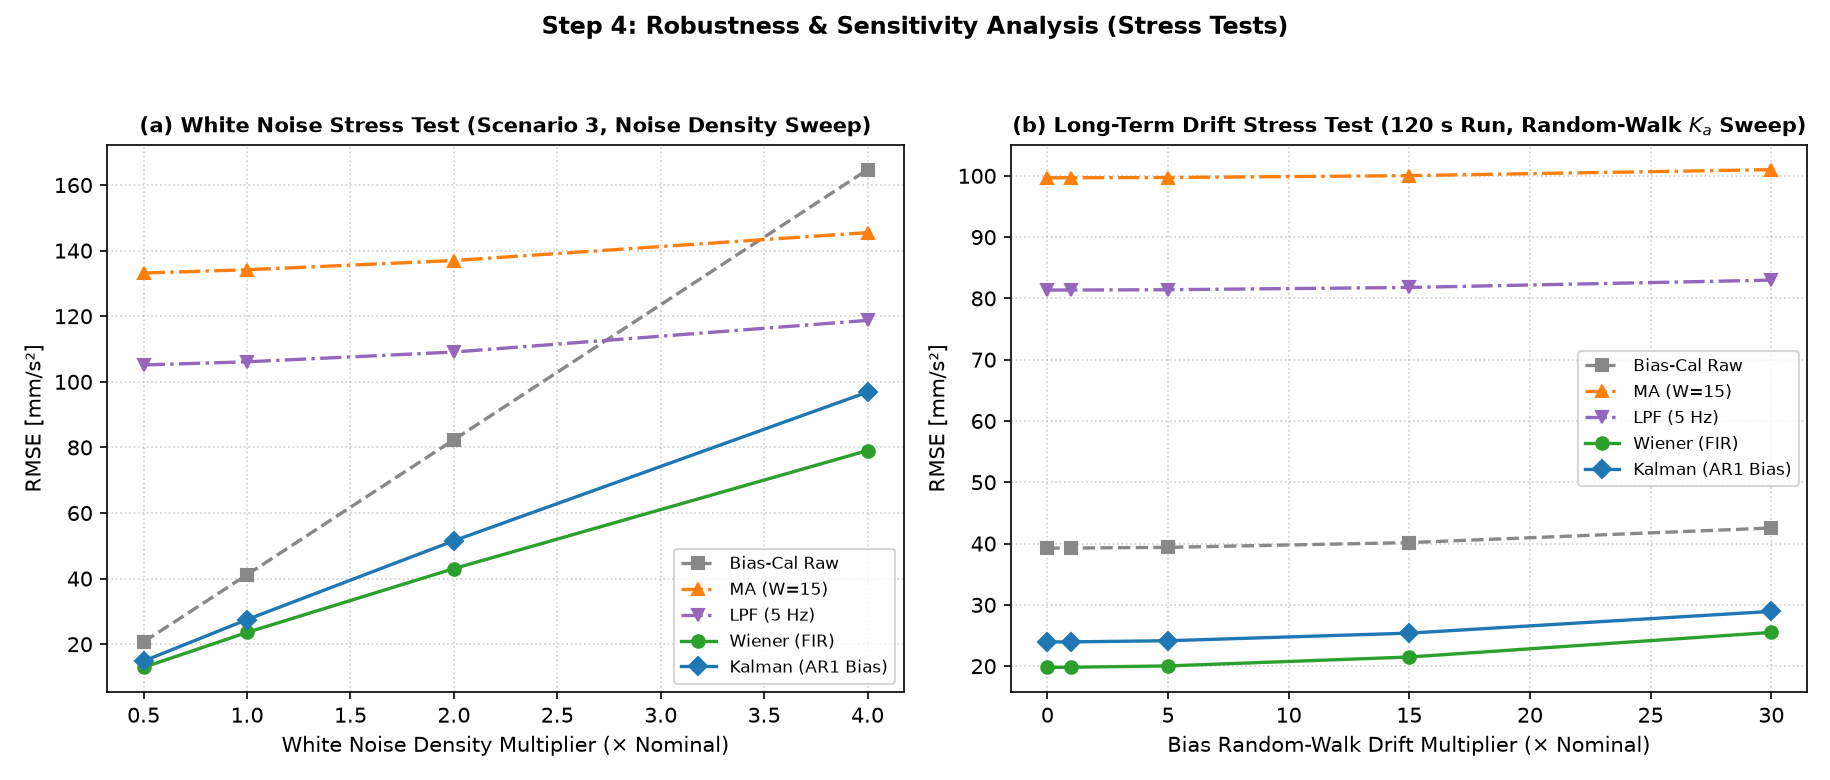 Step 4: Robustness & Sensitivity Analysis (Stress Tests)
(a) White Noise Stress Test (Scenario 3, Noise Density Sweep)
RMSE [mm/s²]
160
140
120
100
80
60
40
20
0.5
1.0
1.5
2.0
2.5
3.0
3.5
4.0
White Noise Density Multiplier (× Nominal)
Bias-Cal Raw
MA (W=15)
LPF (5 Hz)
Wiener (FIR)
Kalman (AR1 Bias)
(b) Long-Term Drift Stress Test (120 s Run, Random-Walk Kₐ Sweep)
RMSE [mm/s²]
100
90
80
70
60
50
40
30
20
0
5
10
15
20
25
30
Bias Random-Walk Drift Multiplier (× Nominal)
Bias-Cal Raw
MA (W=15)
LPF (5 Hz)
Wiener (FIR)
Kalman (AR1 Bias)